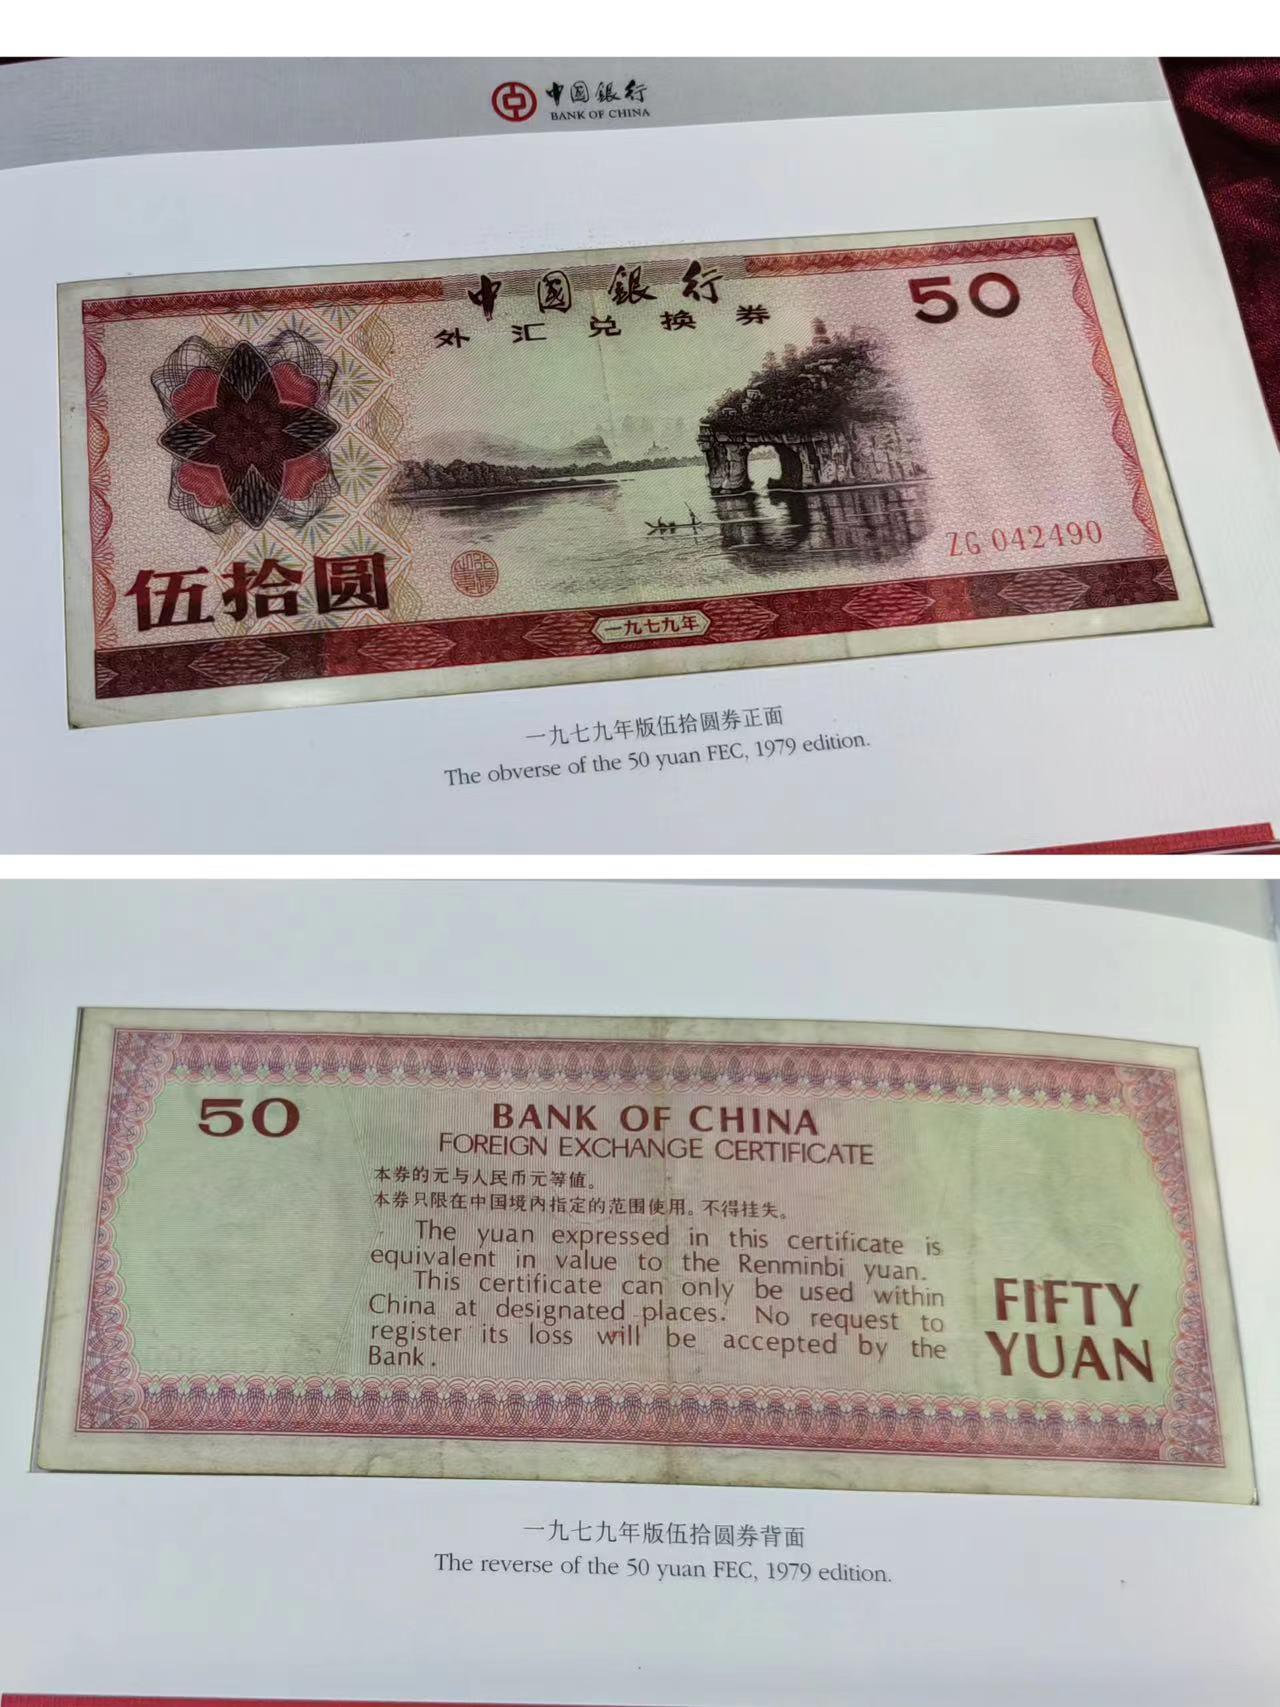 中國銀行
BANK OF CHINA
中國銀行
外汇兑换券
50
ZG 042490
伍拾圆
一九七九年
一九七九年版伍拾圆券正面
The obverse of the 50 yuan FEC, 1979 edition.
50
BANK OF CHINA
FOREIGN EXCHANGE CERTIFICATE
本券的元与人民币元等值。
本券只限在中国境内指定的范围使用。不得挂失。
The yuan expressed in this certificate is
equivalent in value to the Renminbi yuan.
This certificate can only be used within
China at designated places. No request to
register its loss will be accepted by the
Bank.
FIFTY
YUAN
一九七九年版伍拾圆券背面
The reverse of the 50 yuan FEC, 1979 edition.